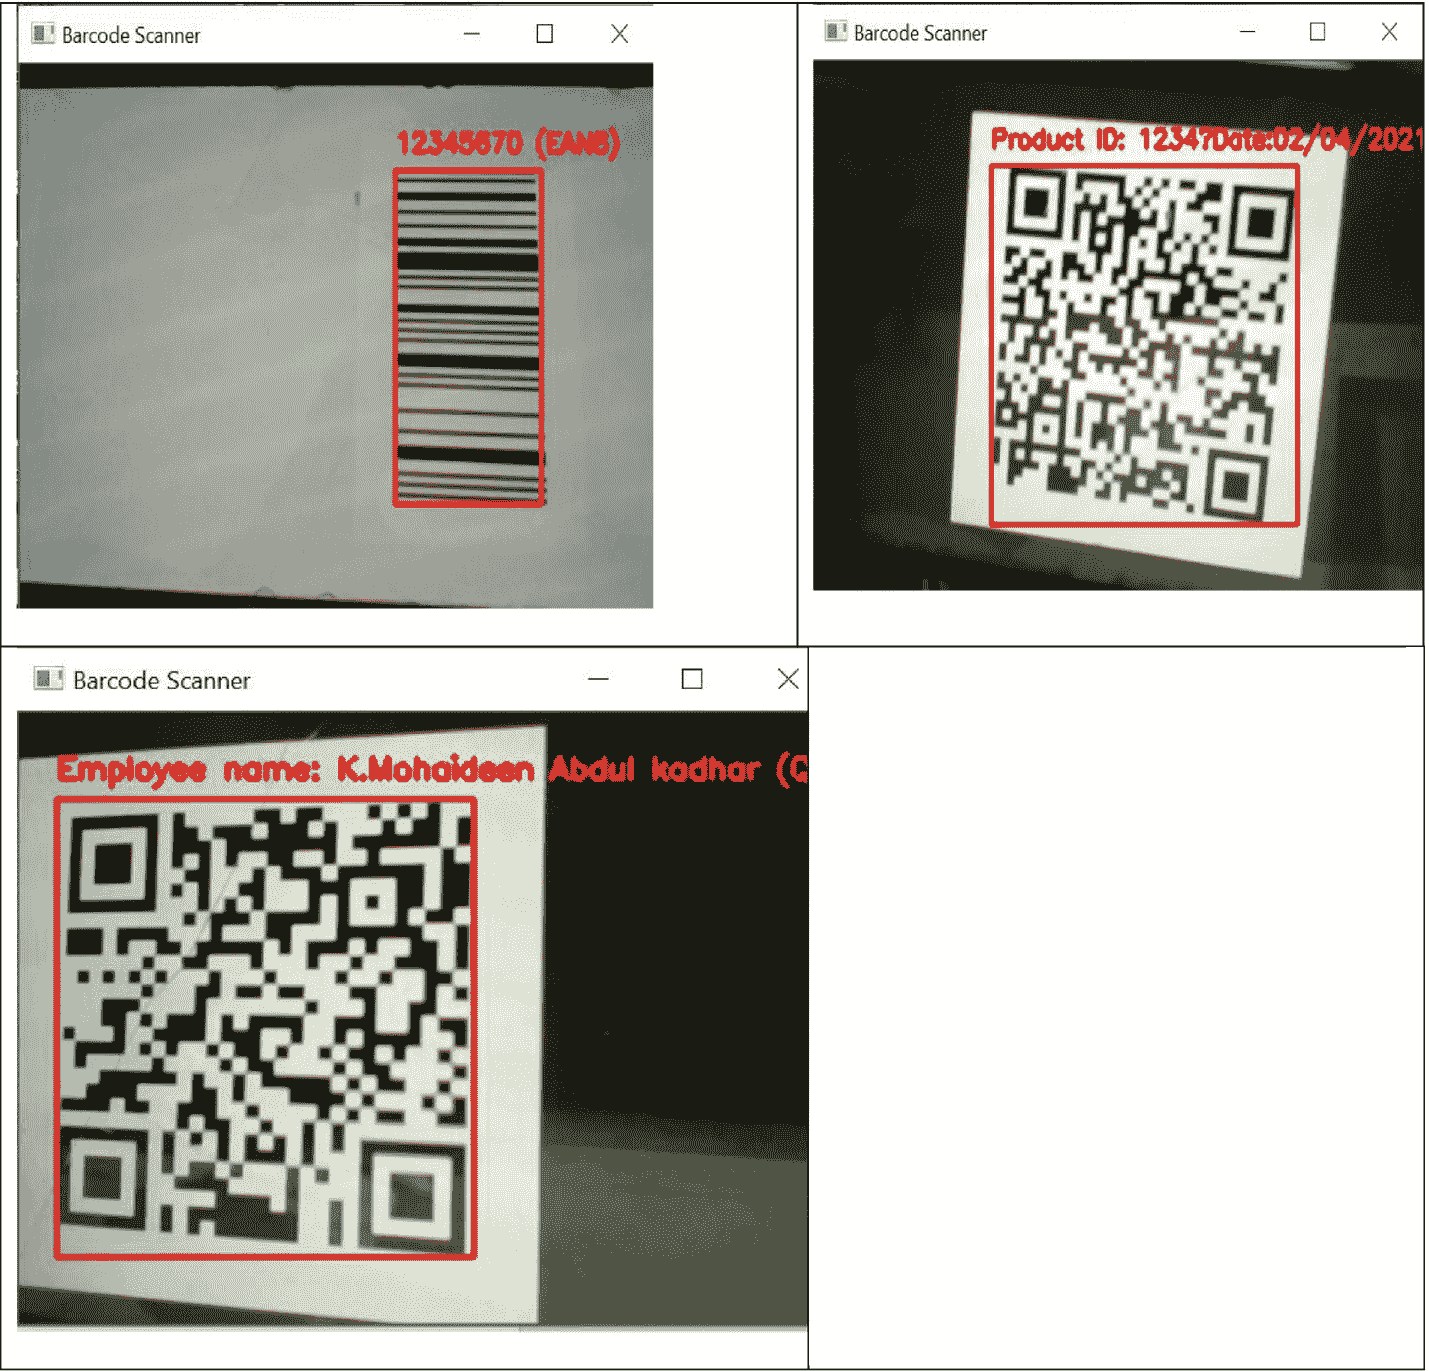 Barcode Scanner
12345670 (EAN8)
Barcode Scanner
Product ID: 12347Date:02/04/2021
Barcode Scanner
Employee name: K.Mohaideen Abdul kadhar (Q